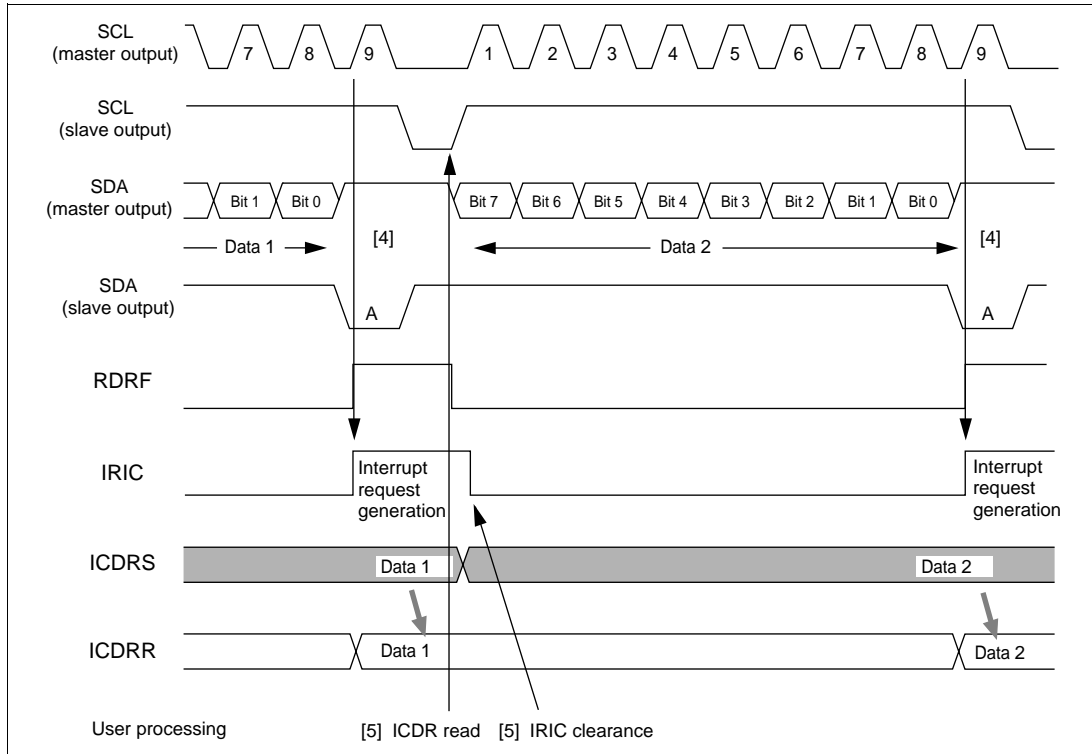 SCL
(master output)
7 8 9 1 2 3 4 5 6 7 8 9
SCL
(slave output)
SDA
(master output)
Bit 1 Bit 0 Bit 7 Bit 6 Bit 5 Bit 4 Bit 3 Bit 2 Bit 1 Bit 0
Data 1 [4] Data 2 [4]
SDA
(slave output)
A A
RDRF
IRIC
Interrupt
request
generation
Interrupt
request
generation
ICDRS
Data 1 Data 2
ICDRR
Data 1 Data 2
User processing [5] ICDR read [5] IRIC clearance